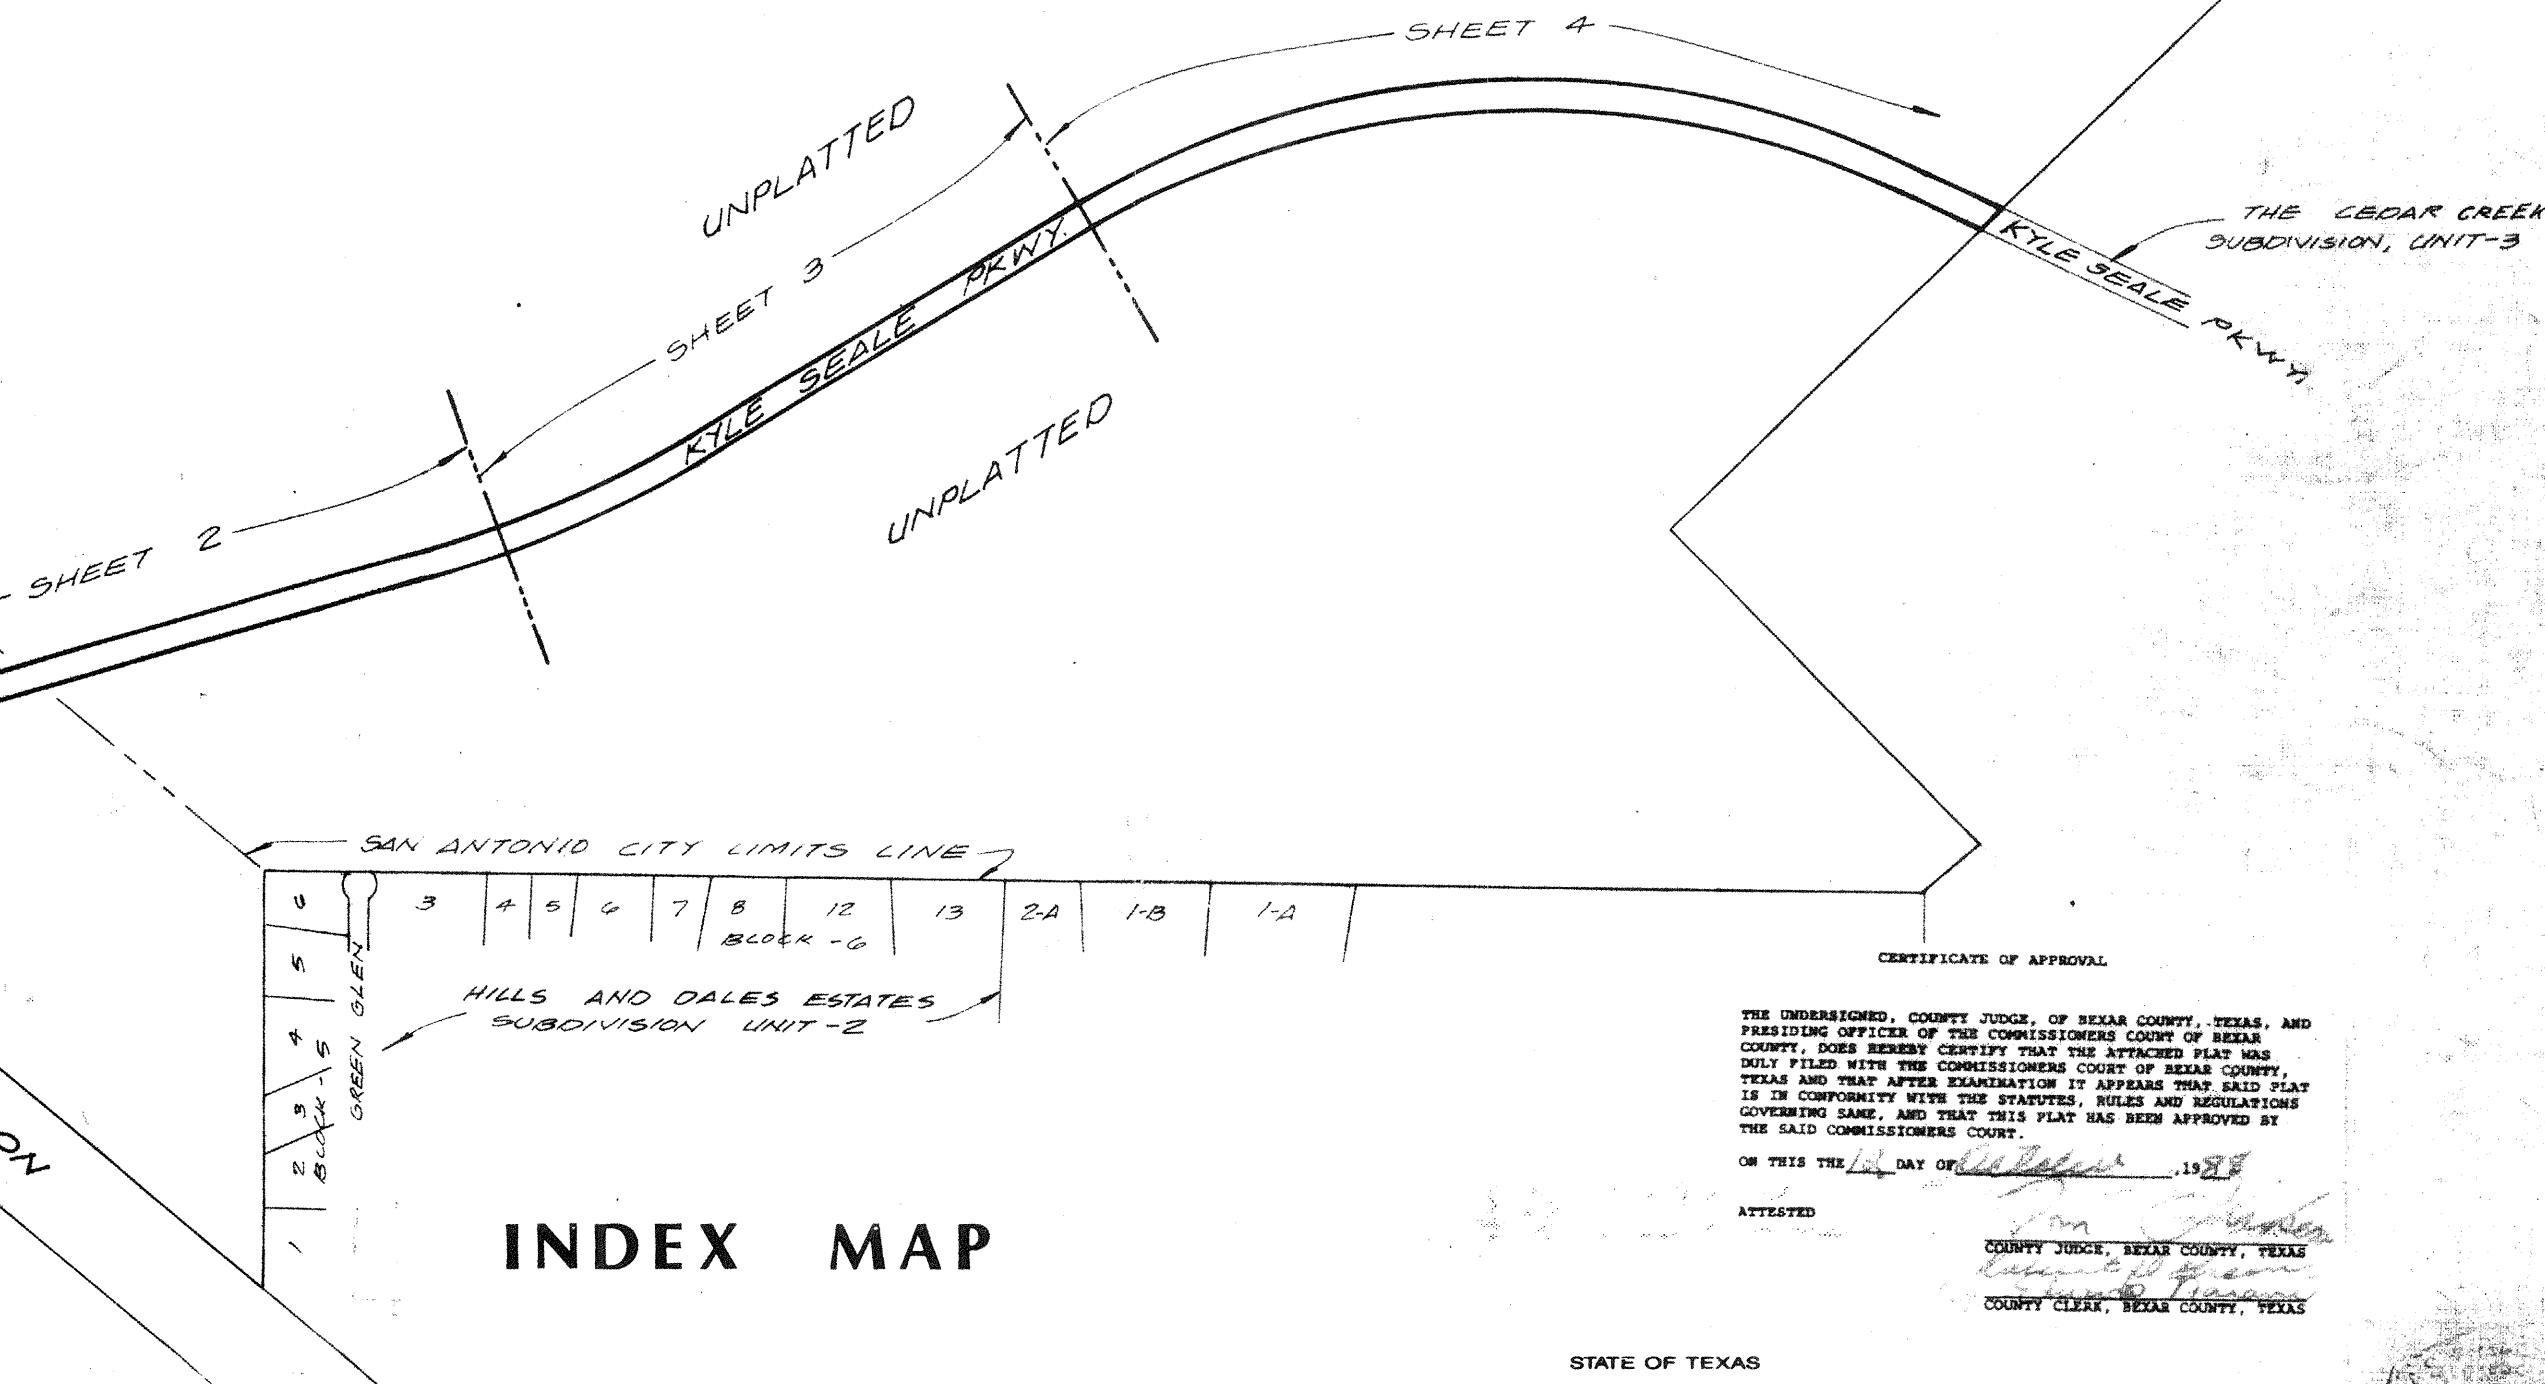 SHEET 4
UNPLATTED
THE CEDAR CREEK
SUBDIVISION, UNIT-3
KYLE SEALE PKWY.
SHEET 3
KYLE SEALE PKWY.
UNPLATTED
SHEET 2
SAN ANTONIO CITY LIMITS LINE
6 3 4 5 6 7 8 12 13 2-A 1-B 1-A
BLOCK - 6
5
4
3
2
1
BLOCK - 5
GREEN GLEN
HILLS AND DALES ESTATES
SUBDIVISION UNIT-2
ON
INDEX MAP
CERTIFICATE OF APPROVAL
THE UNDERSIGNED, COUNTY JUDGE, OF BEXAR COUNTY, TEXAS, AND
PRESIDING OFFICER OF THE COMMISSIONERS COURT OF BEXAR
COUNTY, DOES HEREBY CERTIFY THAT THE ATTACHED PLAT WAS
DULY FILED WITH THE COMMISSIONERS COURT OF BEXAR COUNTY,
TEXAS AND THAT AFTER EXAMINATION IT APPEARS THAT SAID PLAT
IS IN CONFORMITY WITH THE STATUTES, RULES AND REGULATIONS
GOVERNING SAME, AND THAT THIS PLAT HAS BEEN APPROVED BY
THE SAID COMMISSIONERS COURT.
ON THIS THE DAY OF ,1988
ATTESTED
COUNTY JUDGE, BEXAR COUNTY, TEXAS
COUNTY CLERK, BEXAR COUNTY, TEXAS
STATE OF TEXAS